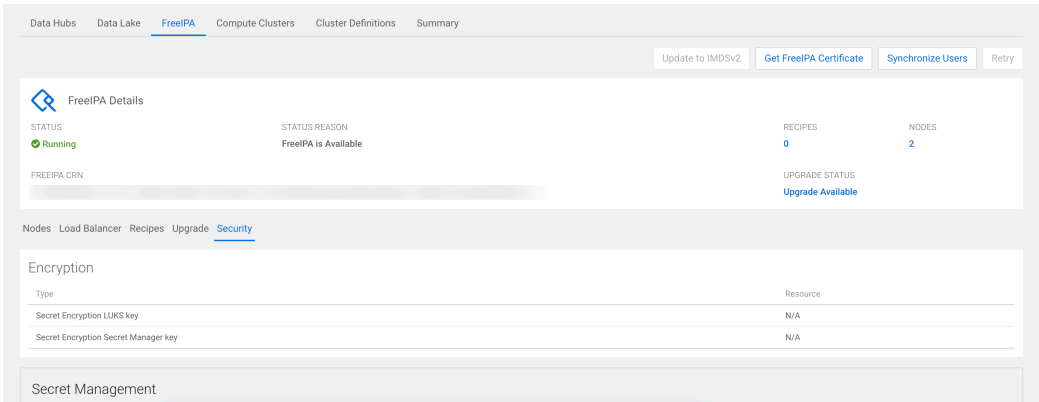 Data Hubs Data Lake FreeIPA Compute Clusters Cluster Definitions Summary
Update to IMDSv2 Get FreeIPA Certificate Synchronize Users Retry
FreeIPA Details
STATUS STATUS REASON RECIPES NODES
Running FreeIPA is Available 0 2
FREEIPA CRN UPGRADE STATUS
Upgrade Available
Nodes Load Balancer Recipes Upgrade Security
Encryption
Type Resource
Secret Encryption LUKS key N/A
Secret Encryption Secret Manager key N/A
Secret Management